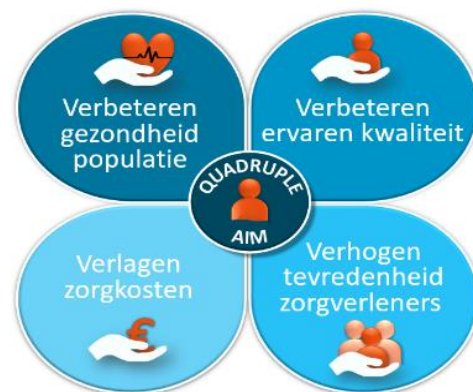 Verbeteren
gezondheid
populatie
Verbeteren
ervaren kwaliteit
QUADRUPLE
AIM
Verlagen
zorgkosten
€
Verhogen
tevredenheid
zorgverleners